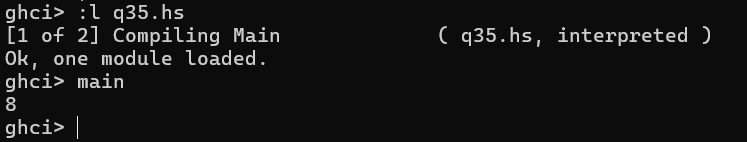 ghci> :l q35.hs
[1 of 2] Compiling Main             ( q35.hs, interpreted )
Ok, one module loaded.
ghci> main
8
ghci>